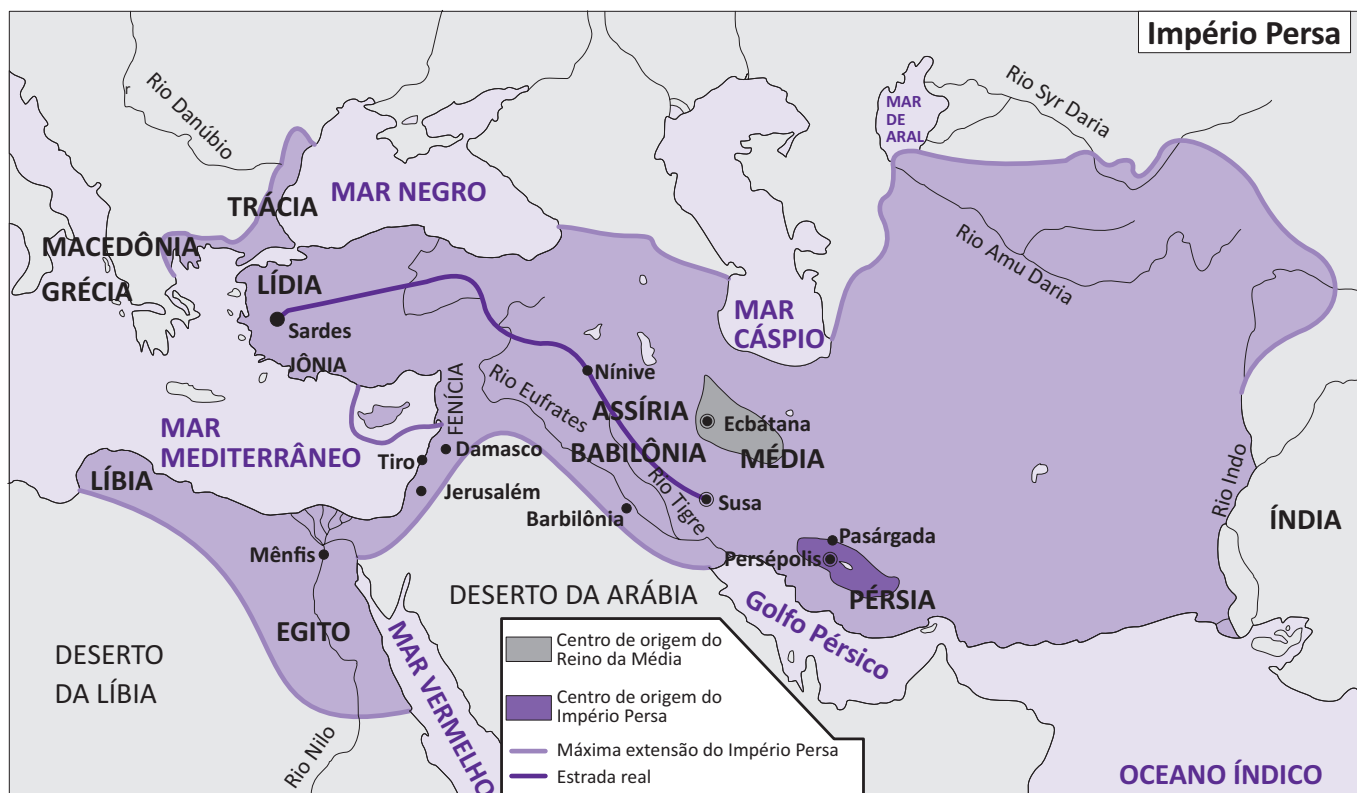 Império Persa
Rio Danúbio
r
MAR
DE
ARAL
Rio Syr Daria
MAR NEGRO
TRÁCIA
MACEDÔNIA
GRÉCIA
Rio Amu Daria
LÍDIA
Sardes
JÔNIA
MAR
CÁSPIO
Nínive
FENÍCIA
Rio Eufrates
ASSÍRIA
Ecbátana
BABILÔNIA
MÉDIA
MAR
MEDITERRÂNEO
Damasco
Tiro
Jerusalém
LÍBIA
Rio Tigre
Susa
Barbilônia
Rio Indo
ÍNDIA
Mênfis
Pasárgada
Persépolis
PÉRSIA
DESERTO DA ARÁBIA
Golfo Pérsico
EGITO
MAR VERMELHO
DESERTO
DA LÍBIA
Rio Nilo
Centro de origem do
Reino da Média
Centro de origem do
Império Persa
Máxima extensão do Império Persa
Estrada real
OCEANO ÍNDICO